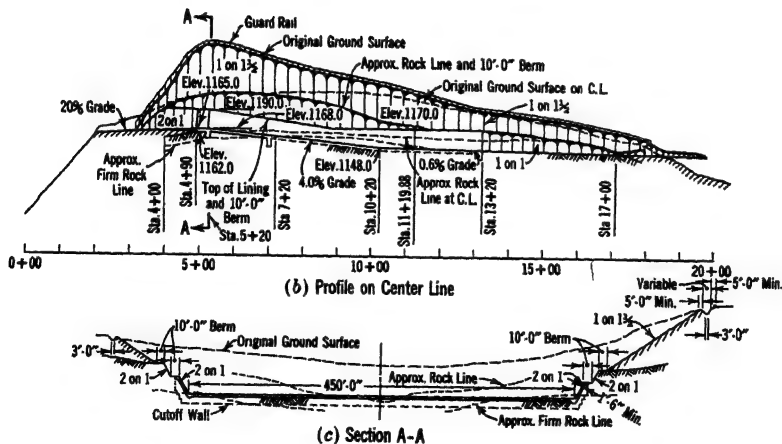 A
Guard Rail
Original Ground Surface
Approx. Rock Line and 10'-0" Berm
Original Ground Surface on C.L.
1 on 1½
Elev. 1165.0
Elev. 1190.0
Elev. 1168.0
Elev. 1170.0
20% Grade
2 on 1
1 on 1
Approx. Firm Rock Line
Elev. 1162.0
Top of Lining and 10'-0" Berm
4.0% Grade
Elev. 1148.0
0.6% Grade
Approx Rock Line at C.L.
Sta. 4+00
Sta. 4+90
A
Sta. 5+20
Sta 7+20
Sta. 10+20
Sta. 11+19.88
Sta. 13+20
Sta 17+00
0+00
5+00
10+00
15+00
20+00
(b) Profile on Center Line
Variable
5'-0" Min.
5'-0" Min.
3'-0"
1 on 1½
10'-0" Berm
Original Ground Surface
10'-0" Berm
3'-0"
2 on 1
2 on 1
450'-0"
Approx. Rock Line
2 on 1
2 on 1
1'-6" Min.
Cutoff Wall
Approx. Firm Rock Line
(c) Section A-A